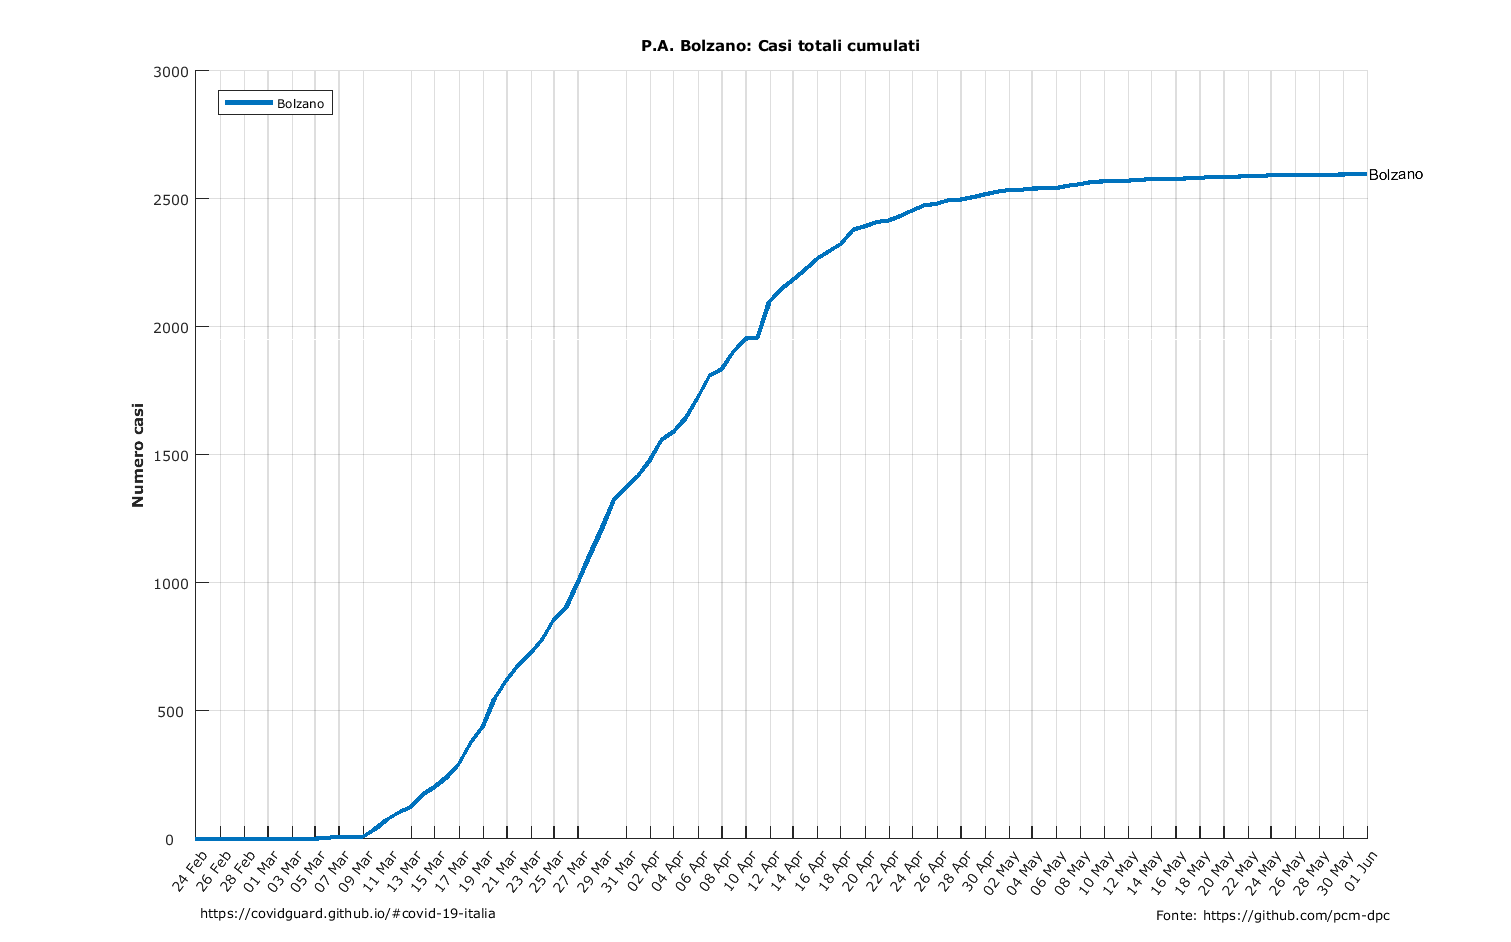 P.A. Bolzano: Casi totali cumulati
3000
2500
2000
1500
1000
500
0
Numero casi
Bolzano
Bolzano
24 Feb
26 Feb
28 Feb
01 Mar
03 Mar
05 Mar
07 Mar
09 Mar
11 Mar
13 Mar
15 Mar
17 Mar
19 Mar
21 Mar
23 Mar
25 Mar
27 Mar
29 Mar
31 Mar
02 Apr
04 Apr
06 Apr
08 Apr
10 Apr
12 Apr
14 Apr
16 Apr
18 Apr
20 Apr
22 Apr
24 Apr
26 Apr
28 Apr
30 Apr
02 May
04 May
06 May
08 May
10 May
12 May
14 May
16 May
18 May
20 May
22 May
24 May
26 May
28 May
30 May
01 Jun
https://covidguard.github.io/#covid-19-italia
Fonte: https://github.com/pcm-dpc